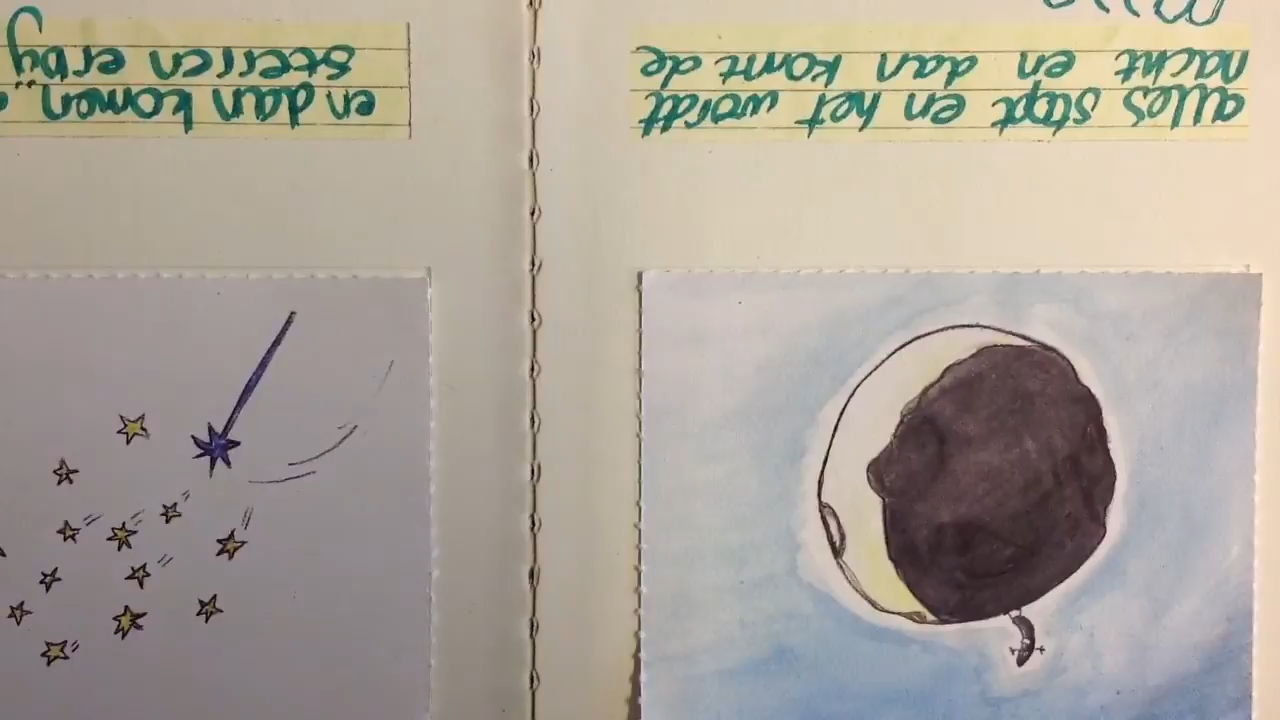 alles stopt en het wordt
nacht en dan komt de
en dan komen
sterren erbij